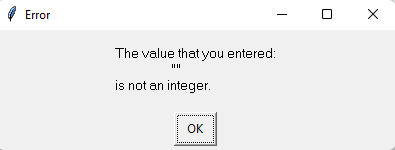 Error
The value that you entered:
""
is not an integer.
OK